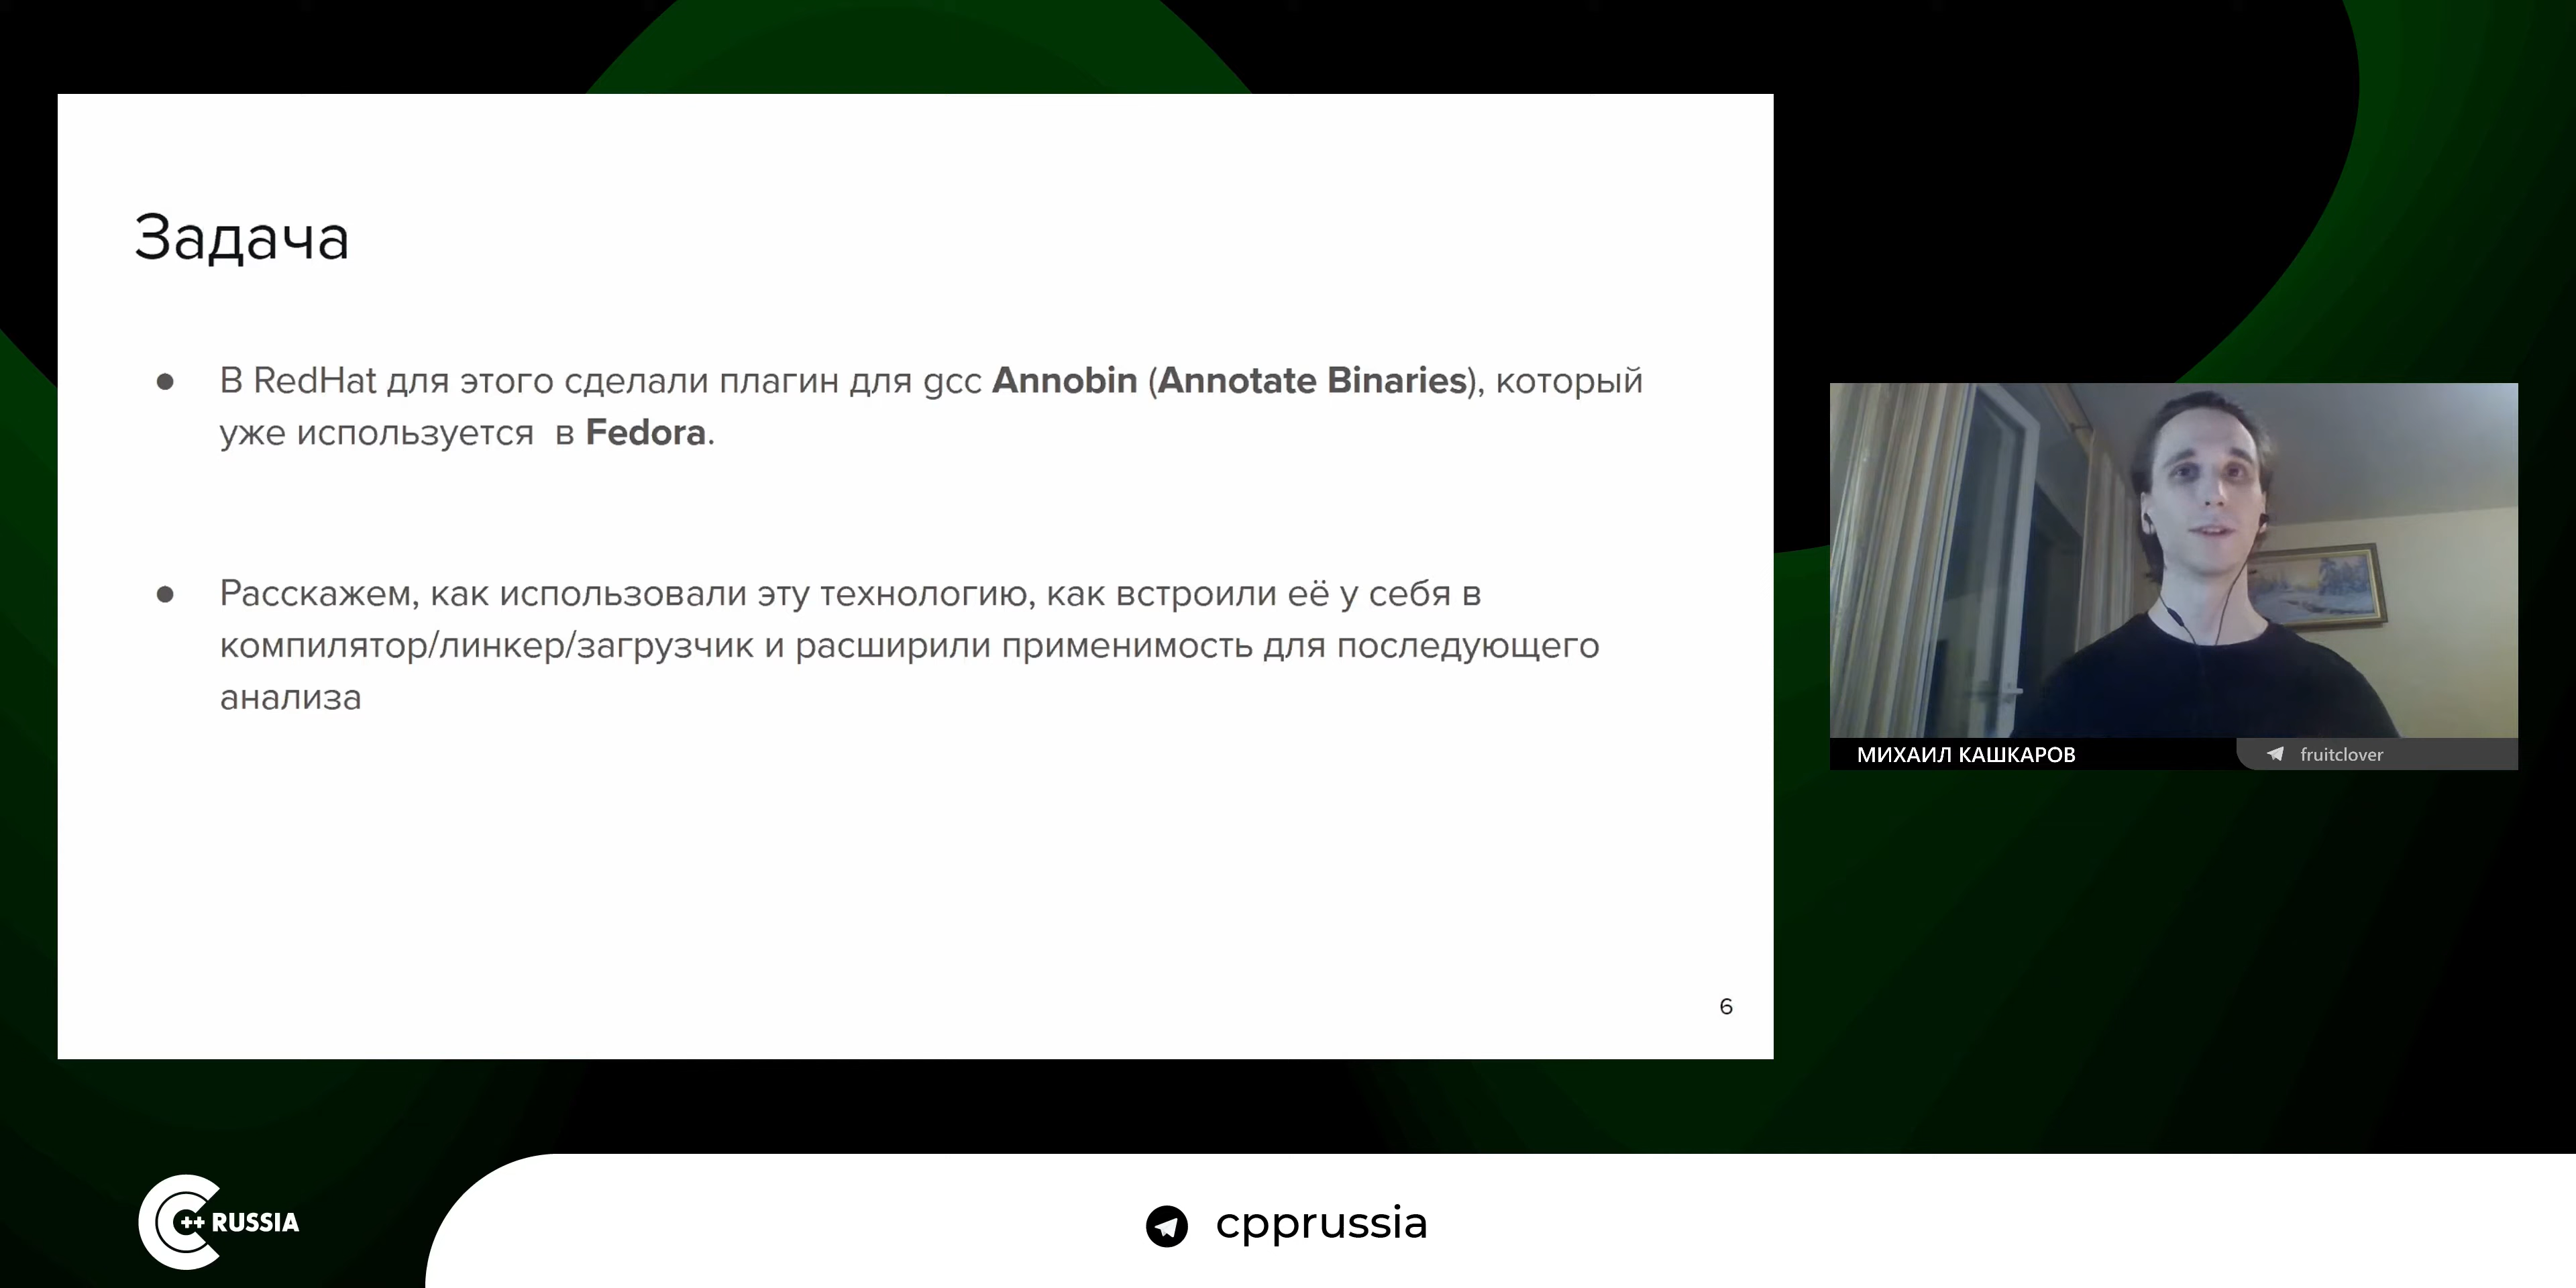 Задача
● В RedHat для этого сделали плагин для gcc Annobin (Annotate Binaries), который
уже используется  в Fedora.
● Расскажем, как использовали эту технологию, как встроили её у себя в
компилятор/линкер/загрузчик и расширили применимость для последующего
анализа
6
МИХАИЛ КАШКАРОВ
fruitclover
C++ RUSSIA
cpprussia